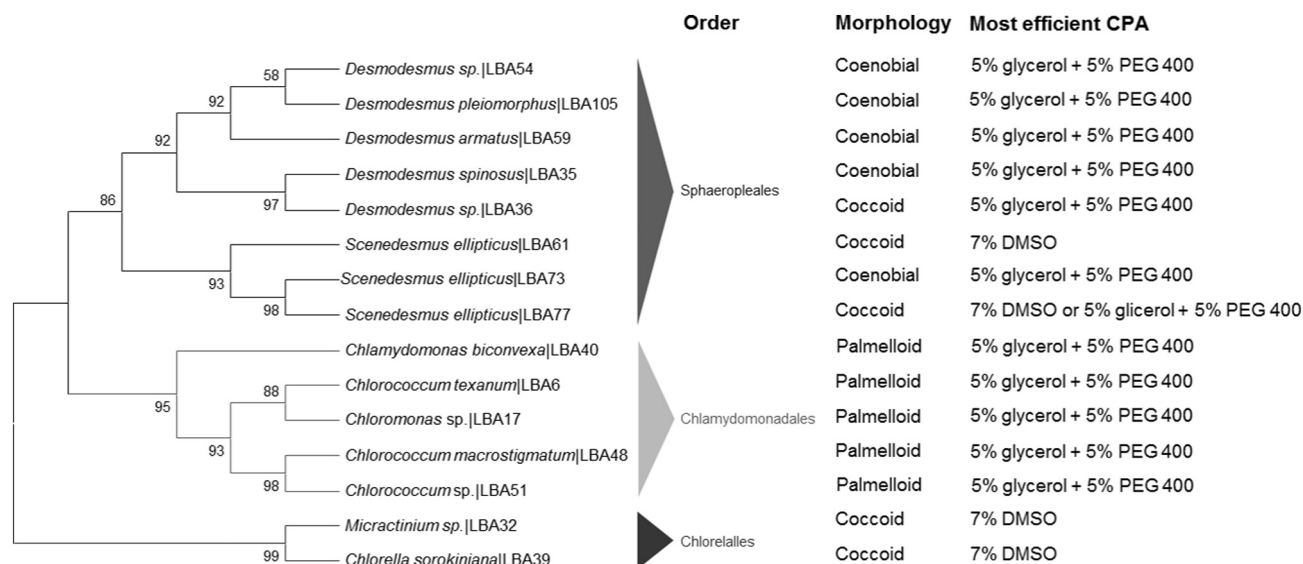 Order Morphology Most efficient CPA
58 Desmodesmus sp.|LBA54 Coenobial 5% glycerol + 5% PEG 400
92 Desmodesmus pleiomorphus|LBA105 Coenobial 5% glycerol + 5% PEG 400
92 Desmodesmus armatus|LBA59 Coenobial 5% glycerol + 5% PEG 400
Desmodesmus spinosus|LBA35 Coenobial 5% glycerol + 5% PEG 400
Sphaeropleales
86 97 Desmodesmus sp.|LBA36 Coccoid 5% glycerol + 5% PEG 400
Scenedesmus ellipticus|LBA61 Coccoid 7% DMSO
93 Scenedesmus ellipticus|LBA73 Coenobial 5% glycerol + 5% PEG 400
98 Scenedesmus ellipticus|LBA77 Coccoid 7% DMSO or 5% glicerol + 5% PEG 400
Chlamydomonas biconvexa|LBA40 Palmelloid 5% glycerol + 5% PEG 400
88 Chlorococcum texanum|LBA6 Palmelloid 5% glycerol + 5% PEG 400
95 Chloromonas sp.|LBA17 Chlamydomonadales Palmelloid 5% glycerol + 5% PEG 400
93 Chlorococcum macrostigmatum|LBA48 Palmelloid 5% glycerol + 5% PEG 400
98 Chlorococcum sp.|LBA51 Palmelloid 5% glycerol + 5% PEG 400
Micractinium sp.|LBA32 Coccoid 7% DMSO
Chlorelalles
99 Chlorella sorokiniana|LBA39 Coccoid 7% DMSO